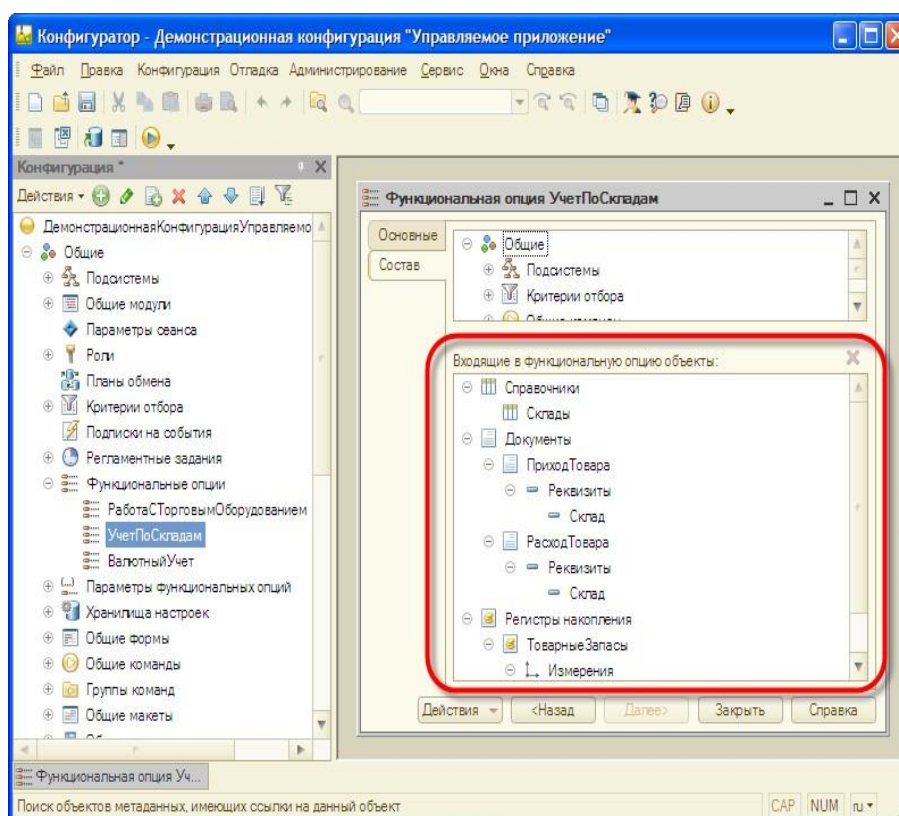 Конфигуратор - Демонстрационная конфигурация "Управляемое приложение"
Файл Правка Конфигурация Отладка Администрирование Сервис Окна Справка
Конфигурация *
Действия
ДемонстрационнаяКонфигурацияУправляемо
Общие
Подсистемы
Общие модули
Параметры сеанса
Роли
Планы обмена
Критерии отбора
Подписки на события
Регламентные задания
Функциональные опции
РаботаСТорговымОборудованием
УчетПоСкладам
ВалютныйУчет
Параметры функциональных опций
Хранилища настроек
Общие формы
Общие команды
Группы команд
Общие макеты
Функциональная опция УчетПоСкладам
Основные
Состав
Общие
Подсистемы
Критерии отбора
Общие команды
Входящие в функциональную опцию объекты:
Справочники
Склады
Документы
ПриходТовара
Реквизиты
Склад
РасходТовара
Реквизиты
Склад
Регистры накопления
ТоварныеЗапасы
Измерения
Действия <Назад Далее> Закрыть Справка
Функциональная опция Уч...
Поиск объектов метаданных, имеющих ссылки на данный объект CAP NUM ru